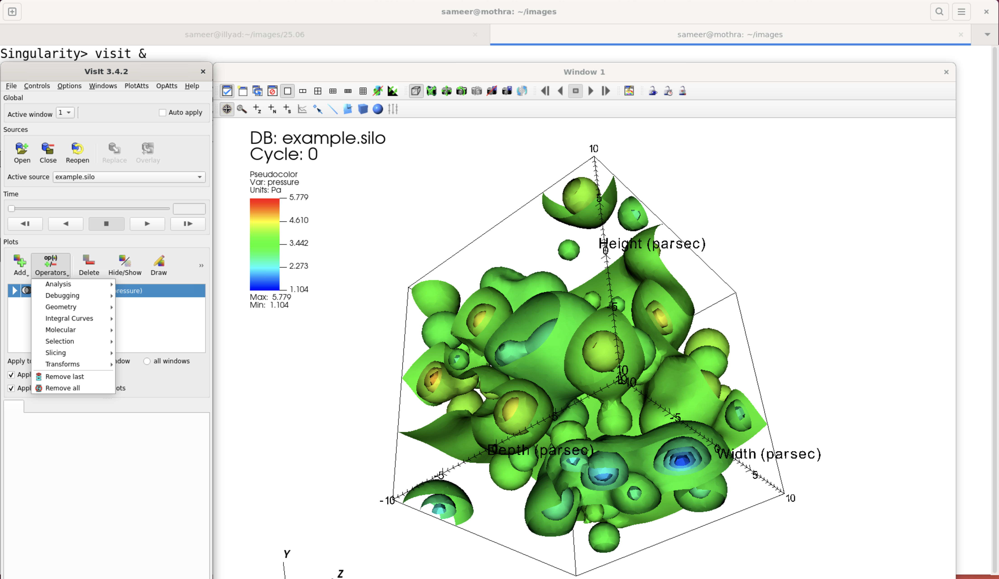 sameer@mothra: ~/images
sameer@illyad:~/images/25.06
sameer@mothra: ~/images
Singularity> visit &
VisIt 3.4.2
File Controls Options Windows PlotAtts OpAtts Help
Global
Active window 1 Auto apply
Sources
Open Close Reopen Replace Overlay
Active source example.silo
Time
Plots
op(a)
+/-
Add Operators Delete Hide/Show Draw »
ressure)
Analysis
Debugging
Geometry
Integral Curves
Molecular
Selection
Slicing
Transforms
Remove last
Remove all
Apply to
ndow all windows
Appl
Appl ots
Window 1
+Z +N +S
DB: example.silo
Cycle: 0
Pseudocolor
Var: pressure
Units: Pa
5.779
4.610
3.442
2.273
1.104
Max: 5.779
Min: 1.104
10
5
Height (parsec)
0
-5
-10
10
-10
5
-5
Depth (parsec)
0
Width (parsec)
0
-5
5
-10
10
Y
Z